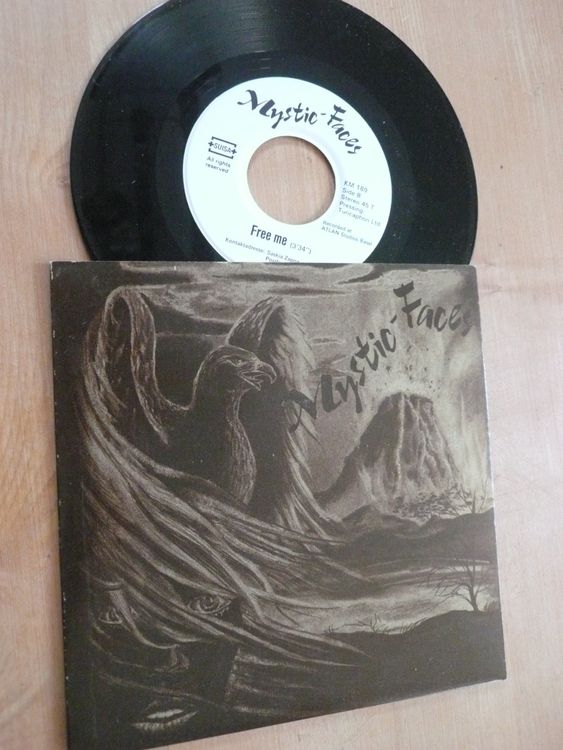 Mystic-Faces
SUISA
All rights
reserved
KM 189
Side B
Stereo 45 T
Pressing
Turicaphon Ltd
Recorded at
ATLAN Studios Basel
Free me (3'34")
Kontaktadresse: Saskia
Mystic-Faces